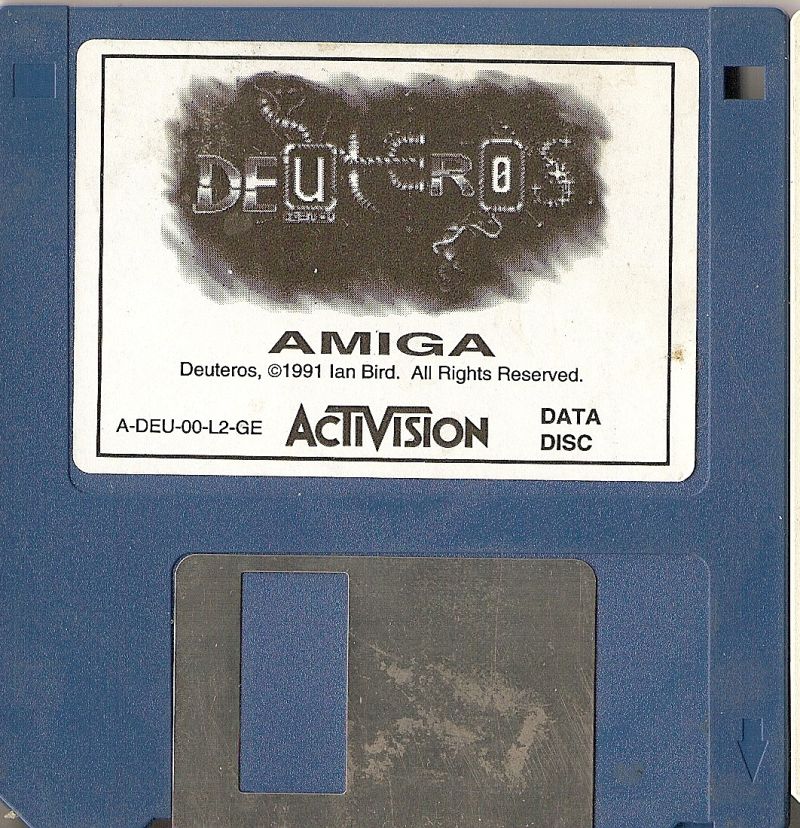 DEUTEROS
AMIGA
Deuteros, ©1991 Ian Bird. All Rights Reserved.
A-DEU-00-L2-GE ACTIVISION DATA
DISC